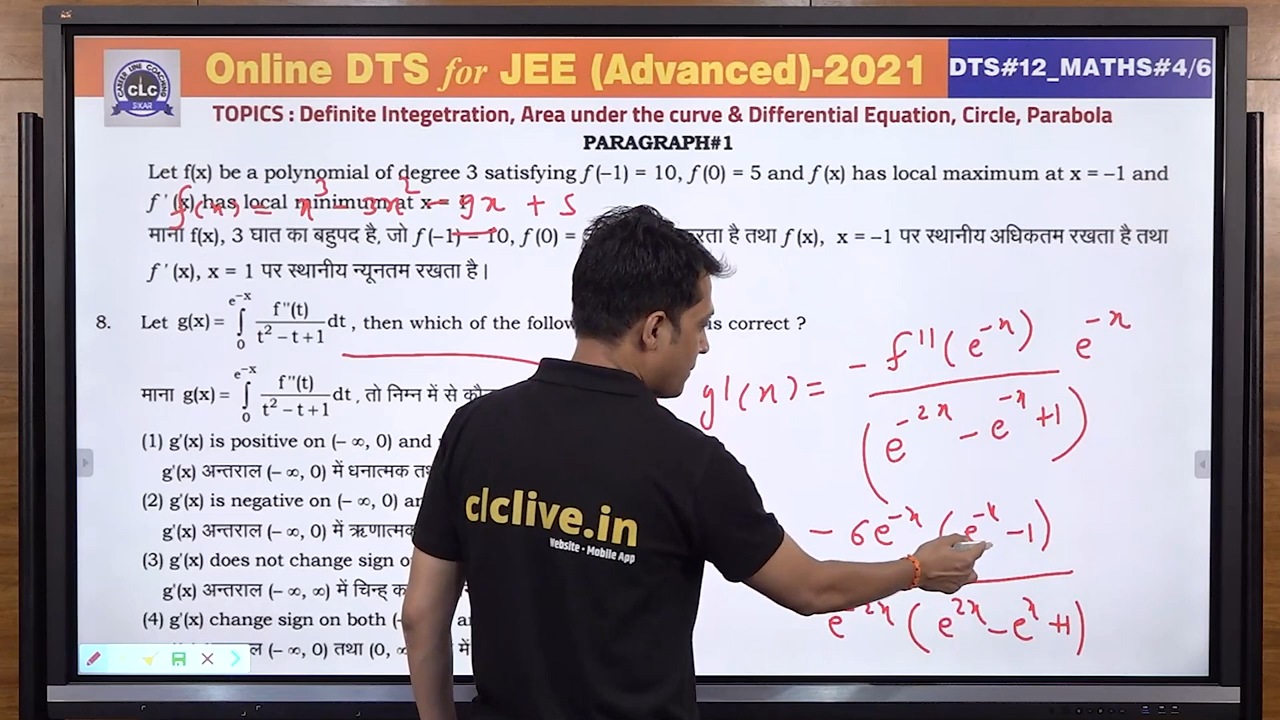 CAREER LINE COACHING
CLC
SIKAR
Online DTS for JEE (Advanced)-2021
DTS#12_MATHS#4/6
TOPICS : Definite Integetration, Area under the curve & Differential Equation, Circle, Parabola
PARAGRAPH#1
Let f(x) be a polynomial of degree 3 satisfying f(−1) = 10, f(0) = 5 and f (x) has local maximum at x = −1 and
f '(x) has local minimum at x = 1
f(x) = x³ − 3x² − 9x + 5
माना f(x), 3 घात का बहुपद है, जो f(−1) = 10, f(0) = रता है तथा f (x), x = −1 पर स्थानीय अधिकतम रखता है तथा
f '(x), x = 1 पर स्थानीय न्यूनतम रखता है।
8. Let g(x) = ∫₀^(e^−x) f''(t)/(t² − t + 1) dt , then which of the follow is correct ?
माना g(x) = ∫₀^(e^−x) f''(t)/(t² − t + 1) dt , तो निम्न में से
(1) g'(x) is positive on (− ∞, 0) and
g'(x) अन्तराल (− ∞, 0) में धनात्मक
(2) g'(x) is negative on (− ∞, 0)
g'(x) अन्तराल (− ∞, 0) में
(3) g'(x) does not change sign
g'(x) अन्तराल (− ∞, ∞) में चिन्ह्
(4) g'(x) change sign on both
(− ∞, 0) तथा (0, में
g'(x) = − f''(e^−x) e^−x / (e^−2x − e^−x + 1)
− 6e^−x (e^−x − 1)
e^−2x (e^2x − e^x + 1)
clclive.in
Website • Mobile App